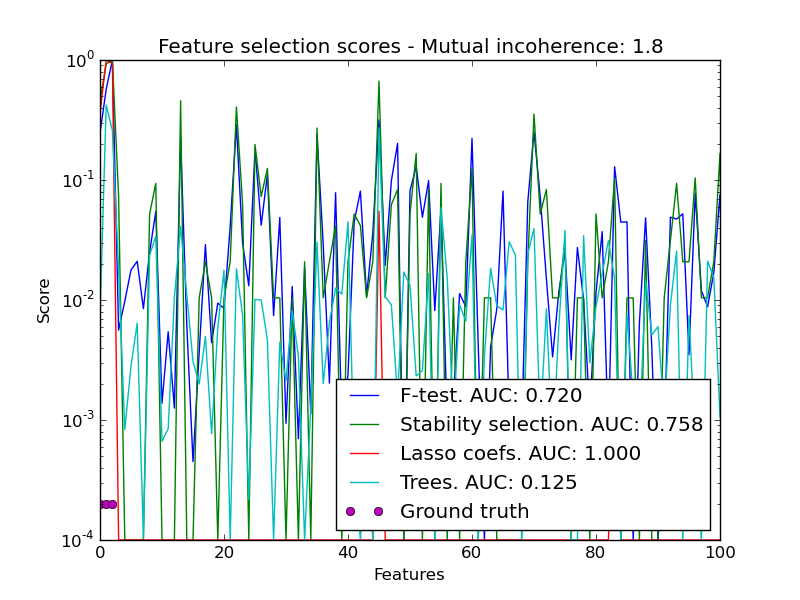 Feature selection scores - Mutual incoherence: 1.8
10^0
10^-1
10^-2
10^-3
10^-4
Score
F-test. AUC: 0.720
Stability selection. AUC: 0.758
Lasso coefs. AUC: 1.000
Trees. AUC: 0.125
Ground truth
0 20 40 60 80 100
Features